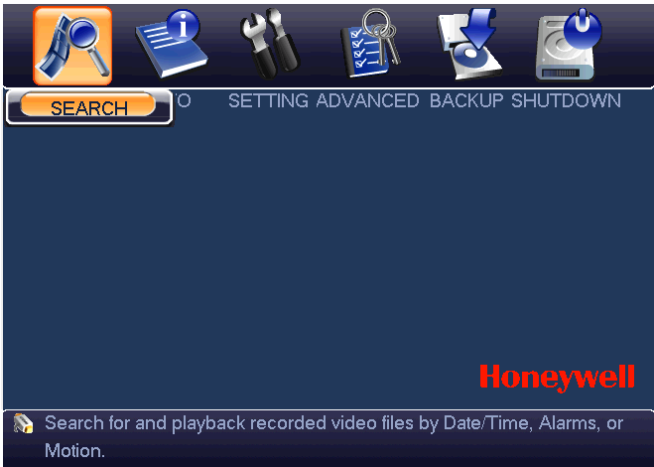 SEARCH O SETTING ADVANCED BACKUP SHUTDOWN
Honeywell
Search for and playback recorded video files by Date/Time, Alarms, or
Motion.